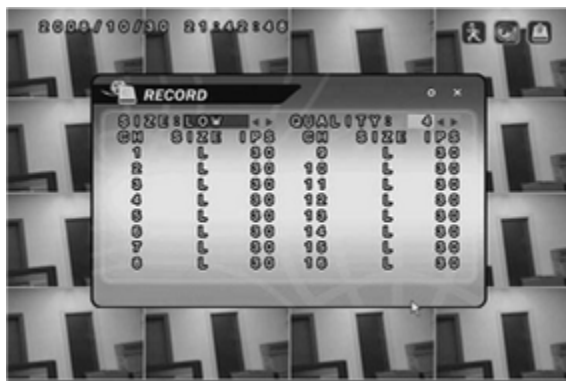 2008/10/30 21:42:48
RECORD
SIZE:LOW QUALITY: 4
CH SIZE IPS CH SIZE IPS
1 L 30 9 L 30
2 L 30 10 L 30
3 L 30 11 L 30
4 L 30 12 L 30
5 L 30 13 L 30
6 L 30 14 L 30
7 L 30 15 L 30
8 L 30 16 L 30